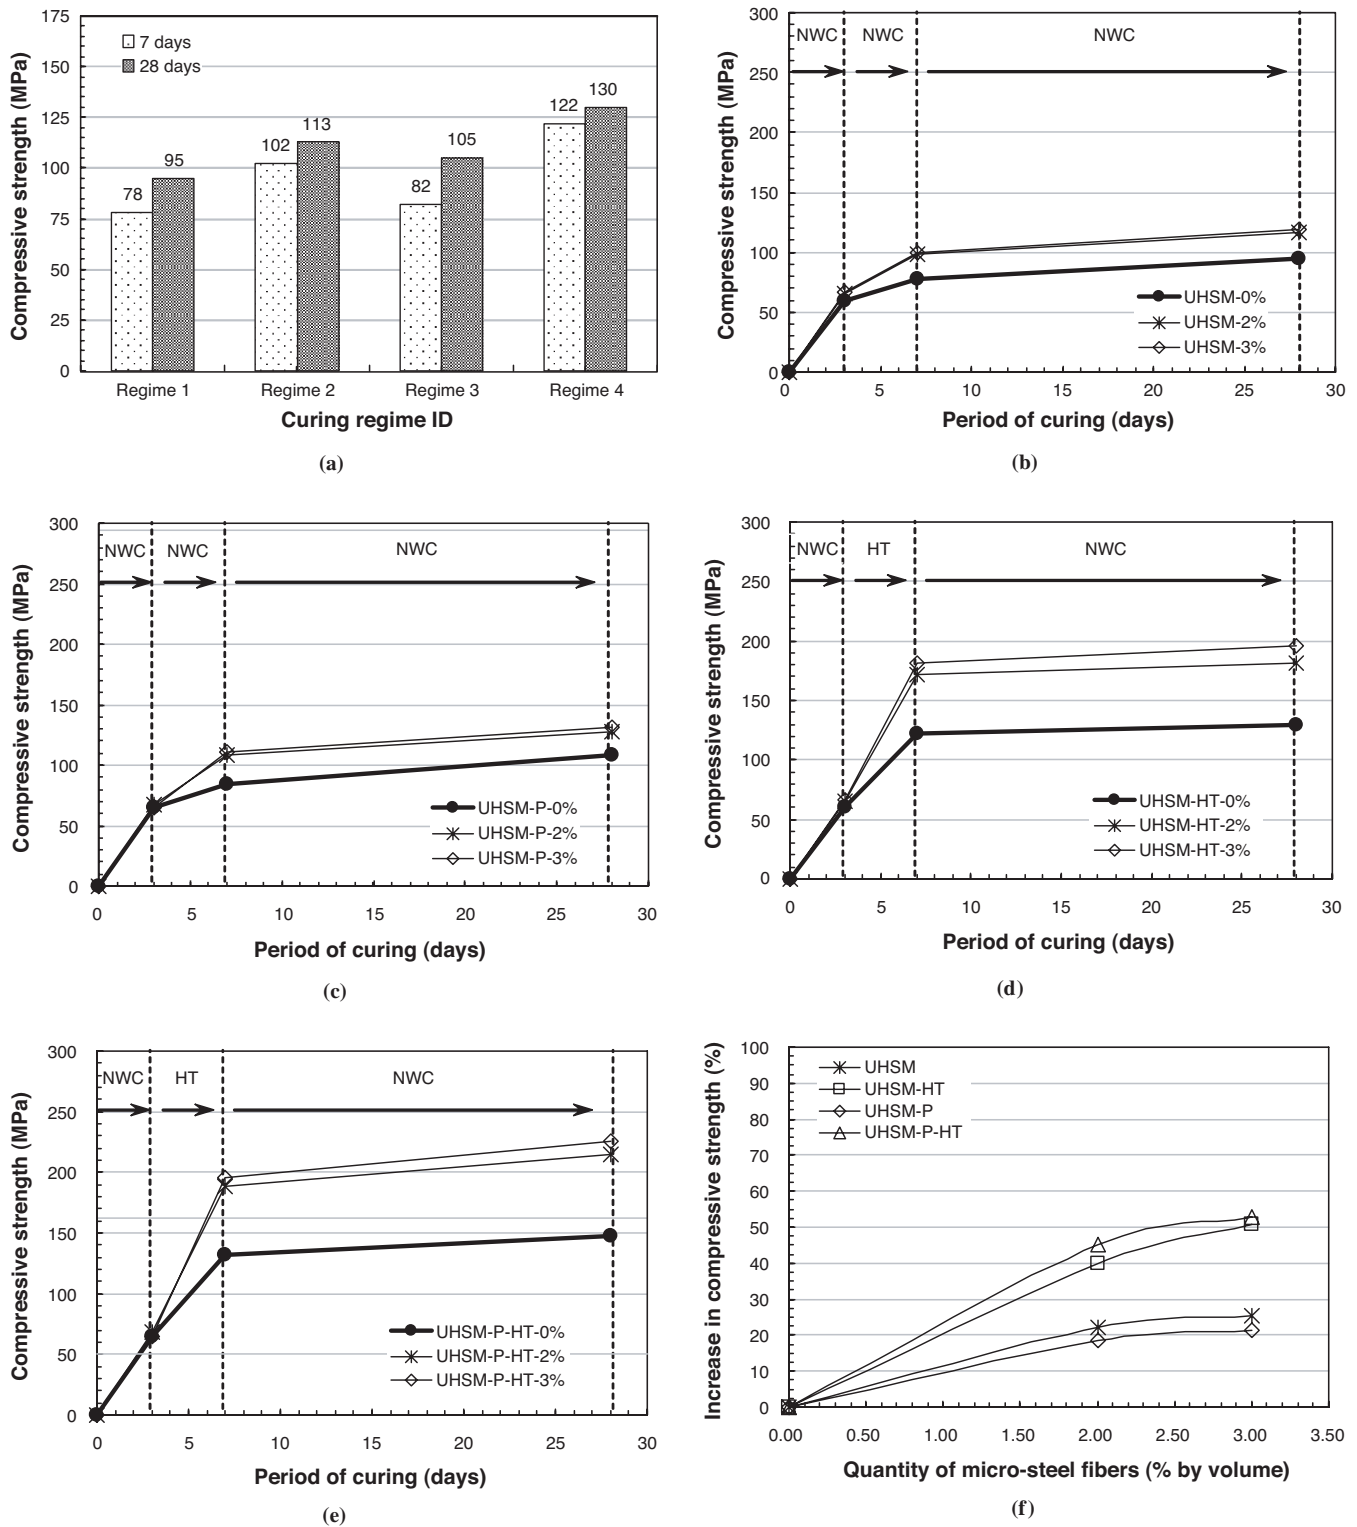 175
150
125
100
75
50
25
0
Compressive strength (MPa)
7 days
28 days
78
95
102
113
82
105
122
130
Regime 1 Regime 2 Regime 3 Regime 4
Curing regime ID
(a)
300
250
200
150
100
50
0
Compressive strength (MPa)
NWC NWC NWC
UHSM-0%
UHSM-2%
UHSM-3%
0 5 10 15 20 25 30
Period of curing (days)
(b)
300
250
200
150
100
50
0
Compressive strength (MPa)
NWC NWC NWC
UHSM-P-0%
UHSM-P-2%
UHSM-P-3%
0 5 10 15 20 25 30
Period of curing (days)
(c)
300
250
200
150
100
50
0
Compressive strength (MPa)
NWC HT NWC
UHSM-HT-0%
UHSM-HT-2%
UHSM-HT-3%
0 5 10 15 20 25 30
Period of curing (days)
(d)
300
250
200
150
100
50
0
Compressive strength (MPa)
NWC HT NWC
UHSM-P-HT-0%
UHSM-P-HT-2%
UHSM-P-HT-3%
0 5 10 15 20 25 30
Period of curing (days)
(e)
100
90
80
70
60
50
40
30
20
10
0
Increase in compressive strength (%)
UHSM
UHSM-HT
UHSM-P
UHSM-P-HT
0.00 0.50 1.00 1.50 2.00 2.50 3.00 3.50
Quantity of micro-steel fibers (% by volume)
(f)